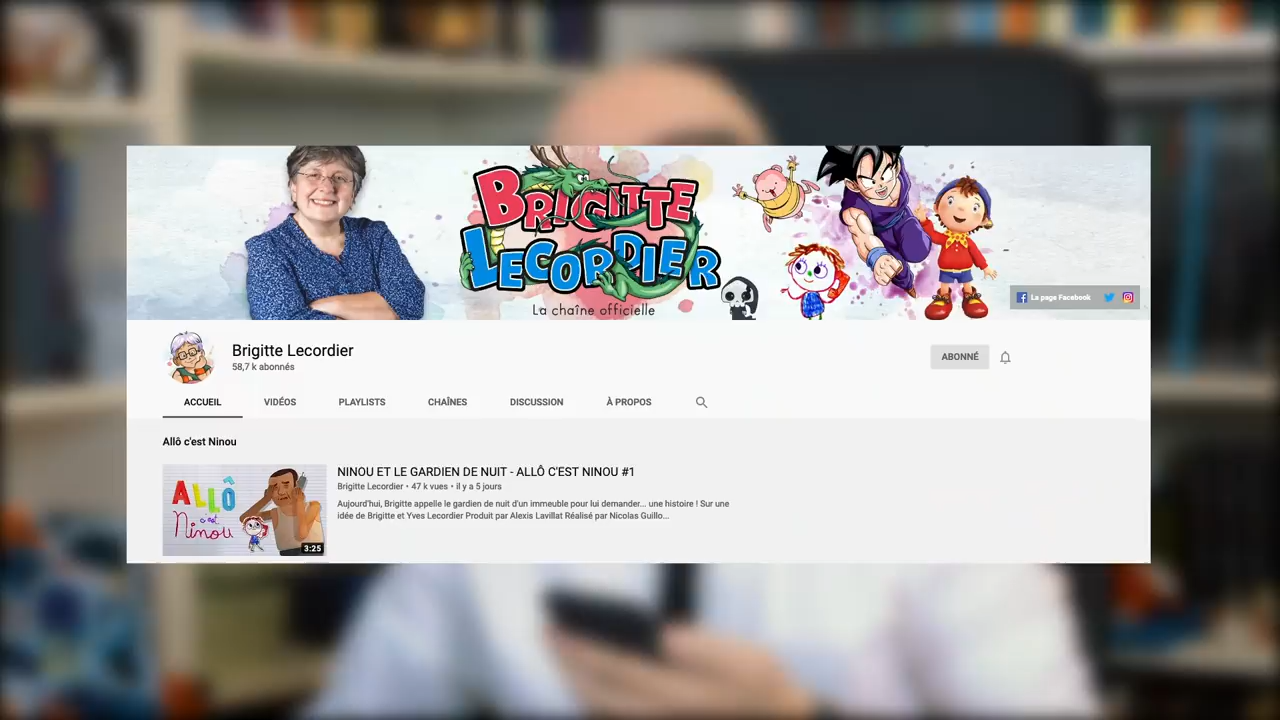 BRIGITTE
LECORDIER
La chaîne officielle
La page Facebook
Brigitte Lecordier
58,7 k abonnés
ABONNÉ
ACCUEIL VIDÉOS PLAYLISTS CHAÎNES DISCUSSION À PROPOS
Allô c'est Ninou
ALLÔ
c'est
Ninou
3:25
NINOU ET LE GARDIEN DE NUIT - ALLÔ C'EST NINOU #1
Brigitte Lecordier • 47 k vues • il y a 5 jours
Aujourd'hui, Brigitte appelle le gardien de nuit d'un immeuble pour lui demander... une histoire ! Sur une
idée de Brigitte et Yves Lecordier Produit par Alexis Lavillat Réalisé par Nicolas Guillo...